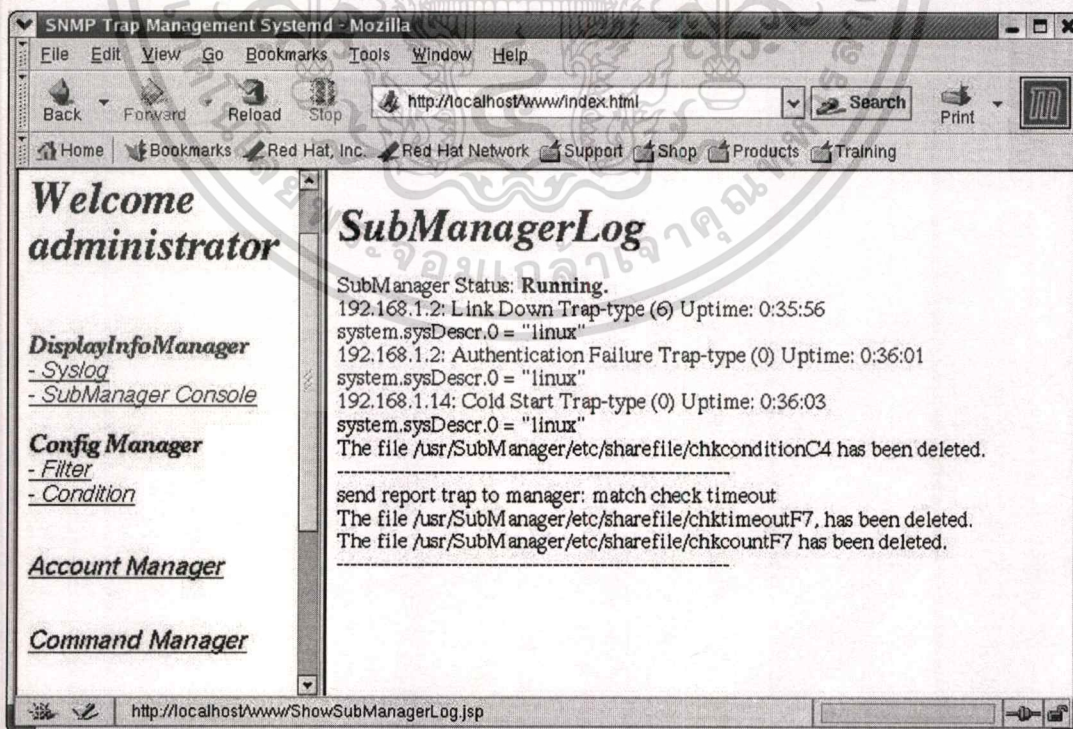 SNMP Trap Management Systemd - Mozilla
File Edit View Go Bookmarks Tools Window Help
Back Forward Reload Stop http://localhost/www/index.html Search Print
Home Bookmarks Red Hat, Inc. Red Hat Network Support Shop Products Training
Welcome
administrator
DisplayInfoManager
- Syslog
- SubManager Console
Config Manager
- Filter
- Condition
Account Manager
Command Manager
SubManagerLog
SubManager Status: Running.
192.168.1.2: Link Down Trap-type (6) Uptime: 0:35:56
system.sysDescr.0 = "linux"
192.168.1.2: Authentication Failure Trap-type (0) Uptime: 0:36:01
system.sysDescr.0 = "linux"
192.168.1.14: Cold Start Trap-type (0) Uptime: 0:36:03
system.sysDescr.0 = "linux"
The file /usr/SubManager/etc/sharefile/chkconditionC4 has been deleted.
------------------------------------------------------------
send report trap to manager: match check timeout
The file /usr/SubManager/etc/sharefile/chktimeoutF7, has been deleted.
The file /usr/SubManager/etc/sharefile/chkcountF7 has been deleted.
------------------------------------------------------------
http://localhost/www/ShowSubManagerLog.jsp